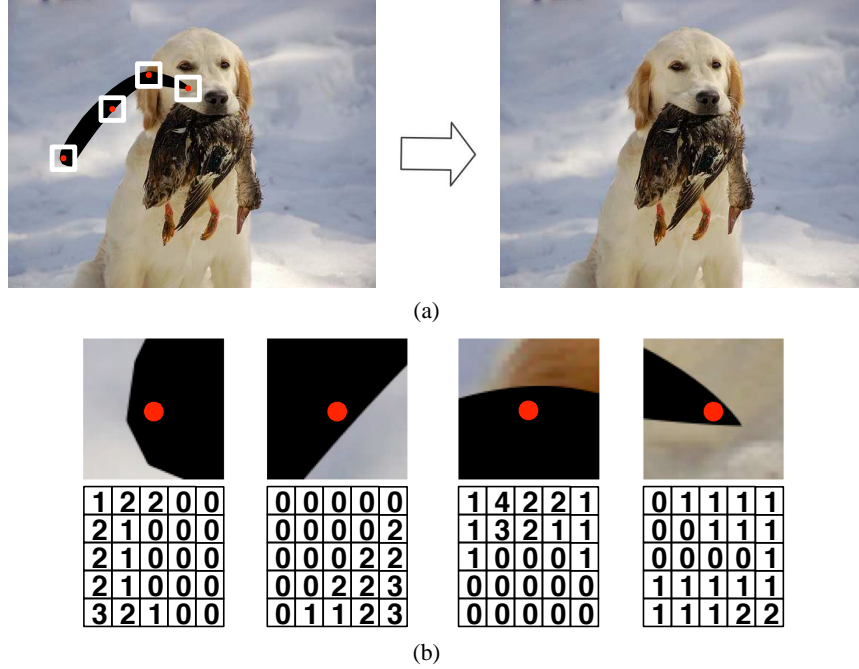 (a)
1 2 2 0 0
2 1 0 0 0
2 1 0 0 0
2 1 0 0 0
3 2 1 0 0
0 0 0 0 0
0 0 0 0 2
0 0 0 2 2
0 0 2 2 3
0 1 1 2 3
1 4 2 2 1
1 3 2 1 1
1 0 0 0 1
0 0 0 0 0
0 0 0 0 0
0 1 1 1 1
0 0 1 1 1
0 0 0 0 1
1 1 1 1 1
1 1 1 2 2
(b)